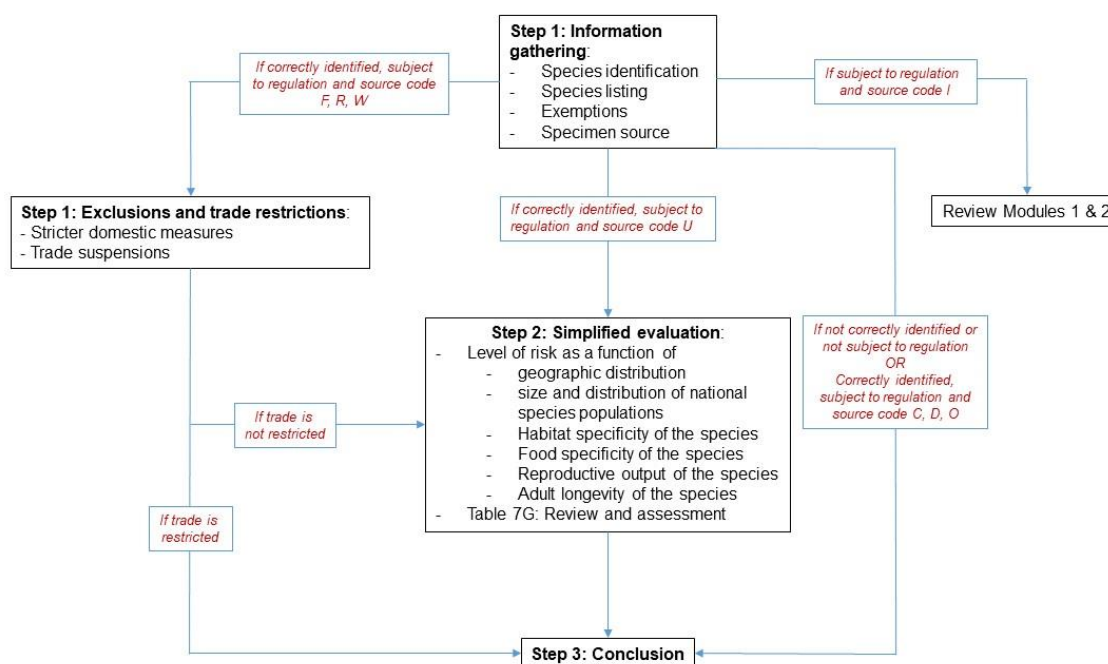 Step 1: Information
gathering:
- Species identification
- Species listing
- Exemptions
- Specimen source
If correctly identified, subject
to regulation and source code
F, R, W
If subject to regulation
and source code I
Step 1: Exclusions and trade restrictions:
- Stricter domestic measures
- Trade suspensions
If correctly identified, subject to
regulation and source code U
Review Modules 1 & 2
Step 2: Simplified evaluation:
- Level of risk as a function of
- geographic distribution
- size and distribution of national
species populations
- Habitat specificity of the species
- Food specificity of the species
- Reproductive output of the species
- Adult longevity of the species
- Table 7G: Review and assessment
If not correctly identified or
not subject to regulation
OR
Correctly identified,
subject to regulation and
source code C, D, O
If trade is
not restricted
If trade is
restricted
Step 3: Conclusion